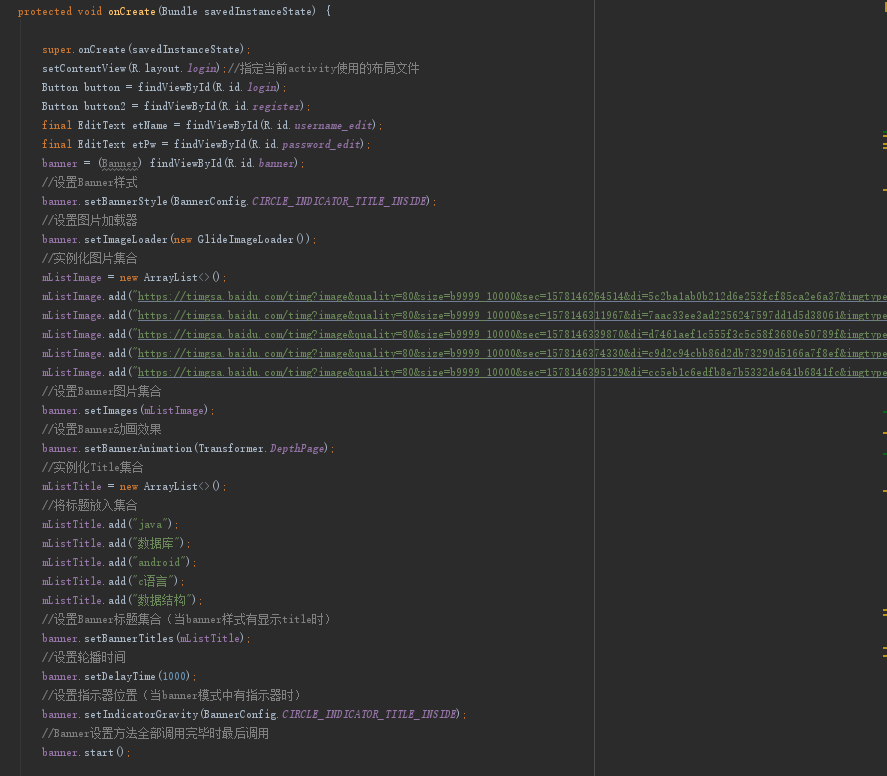 protected void onCreate(Bundle savedInstanceState) {
super.onCreate(savedInstanceState);
setContentView(R.layout.login);//指定当前activity使用的布局文件
Button button = findViewById(R.id.login);
Button button2 = findViewById(R.id.register);
final EditText etName = findViewById(R.id.username_edit);
final EditText etPw = findViewById(R.id.password_edit);
banner = (Banner) findViewById(R.id.banner);
//设置Banner样式
banner.setBannerStyle(BannerConfig.CIRCLE_INDICATOR_TITLE_INSIDE);
//设置图片加载器
banner.setImageLoader(new GlideImageLoader());
//实例化图片集合
mListImage = new ArrayList<>();
mListImage.add("https://timgsa.baidu.com/timg?image&quality=80&size=b9999_10000&sec=1578146264514&di=5c2ba1ab0b212d6e253fcf85ca2e6a37&imgtype
mListImage.add("https://timgsa.baidu.com/timg?image&quality=80&size=b9999_10000&sec=1578146311967&di=7aac33ee3ad2256247597dd1d5d38061&imgtype
mListImage.add("https://timgsa.baidu.com/timg?image&quality=80&size=b9999_10000&sec=1578146339870&di=d7461aef1c555f3c5c58f3680e50789f&imgtype
mListImage.add("https://timgsa.baidu.com/timg?image&quality=80&size=b9999_10000&sec=1578146374330&di=c9d2c94cbb86d2db73290d5166a7f8ef&imgtype
mListImage.add("https://timgsa.baidu.com/timg?image&quality=80&size=b9999_10000&sec=1578146395129&di=cc5eb1c6edfb8e7b5332de641b6841fc&imgtype
//设置Banner图片集合
banner.setImages(mListImage);
//设置Banner动画效果
banner.setBannerAnimation(Transformer.DepthPage);
//实例化Title集合
mListTitle = new ArrayList<>();
//将标题放入集合
mListTitle.add("java");
mListTitle.add("数据库");
mListTitle.add("android");
mListTitle.add("c语言");
mListTitle.add("数据结构");
//设置Banner标题集合（当banner样式有显示title时）
banner.setBannerTitles(mListTitle);
//设置轮播时间
banner.setDelayTime(1000);
//设置指示器位置（当banner模式中有指示器时）
banner.setIndicatorGravity(BannerConfig.CIRCLE_INDICATOR_TITLE_INSIDE);
//Banner设置方法全部调用完毕时最后调用
banner.start();